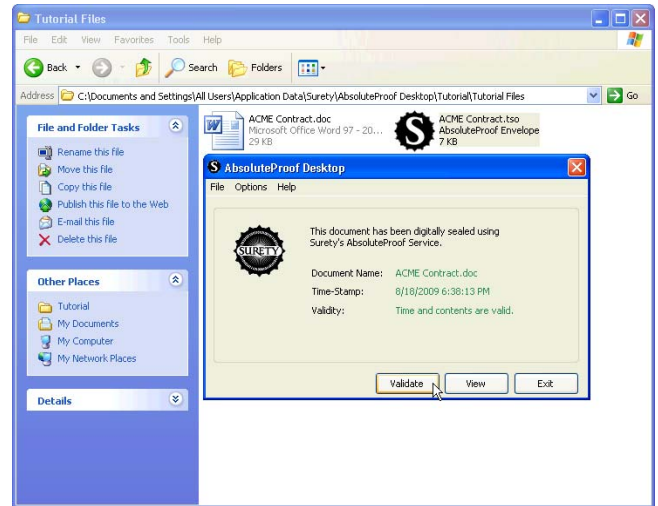 Tutorial Files
File Edit View Favorites Tools Help
Back Search Folders
Address C:\Documents and Settings\All Users\Application Data\Surety\AbsoluteProof Desktop\Tutorial\Tutorial Files Go
File and Folder Tasks
Rename this file
Move this file
Copy this file
Publish this file to the Web
E-mail this file
Delete this file
Other Places
Tutorial
My Documents
My Computer
My Network Places
Details
ACME Contract.doc
Microsoft Office Word 97 - 20...
29 KB
ACME Contract.tso
AbsoluteProof Envelope
7 KB
AbsoluteProof Desktop
File Options Help
SURETY
This document has been digitally sealed using
Surety's AbsoluteProof Service.
Document Name: ACME Contract.doc
Time-Stamp: 8/18/2009 6:38:13 PM
Validity: Time and contents are valid.
Validate View Exit